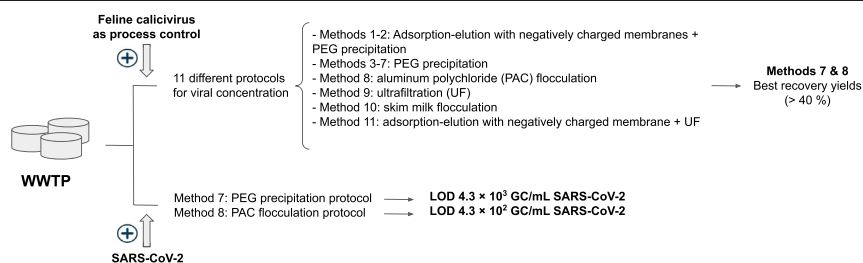 Feline calicivirus
as process control
11 different protocols
for viral concentration
- Methods 1-2: Adsorption-elution with negatively charged membranes +
PEG precipitation
- Methods 3-7: PEG precipitation
- Method 8: aluminum polychloride (PAC) flocculation
- Method 9: ultrafiltration (UF)
- Method 10: skim milk flocculation
- Method 11: adsorption-elution with negatively charged membrane + UF
Methods 7 & 8
Best recovery yields
(> 40 %)
WWTP
Method 7: PEG precipitation protocol
LOD 4.3 × 10³ GC/mL SARS-CoV-2
Method 8: PAC flocculation protocol
LOD 4.3 × 10² GC/mL SARS-CoV-2
SARS-CoV-2